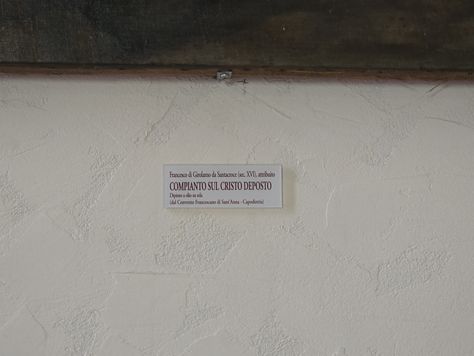 Francesco di Girolamo da Santacroce (sec. XVI), attribuito
COMPIANTO SUL CRISTO DEPOSTO
Dipinto a olio su tela
(dal Convento Francescano di Sant'Anna - Capodistria)